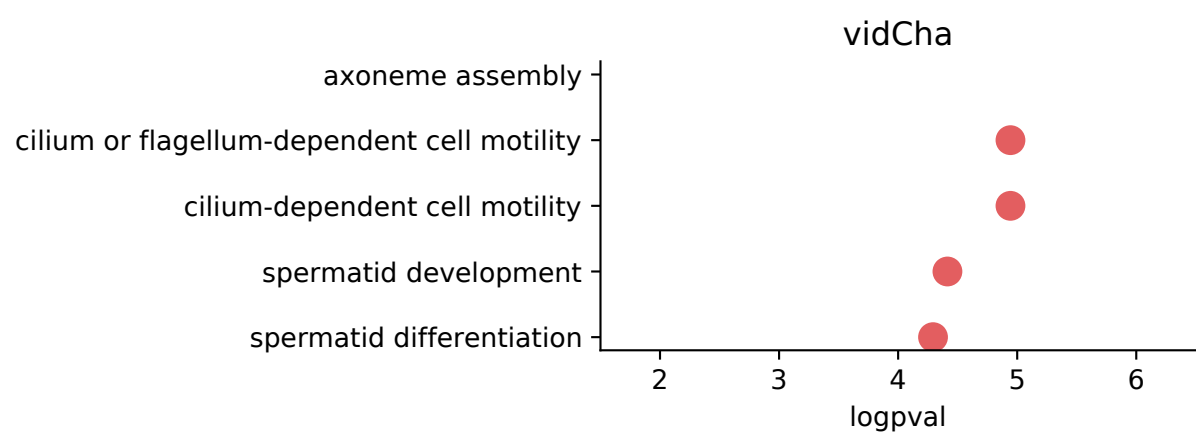 vidCha
axoneme assembly
cilium or flagellum-dependent cell motility
cilium-dependent cell motility
spermatid development
spermatid differentiation
2 3 4 5 6
logpval